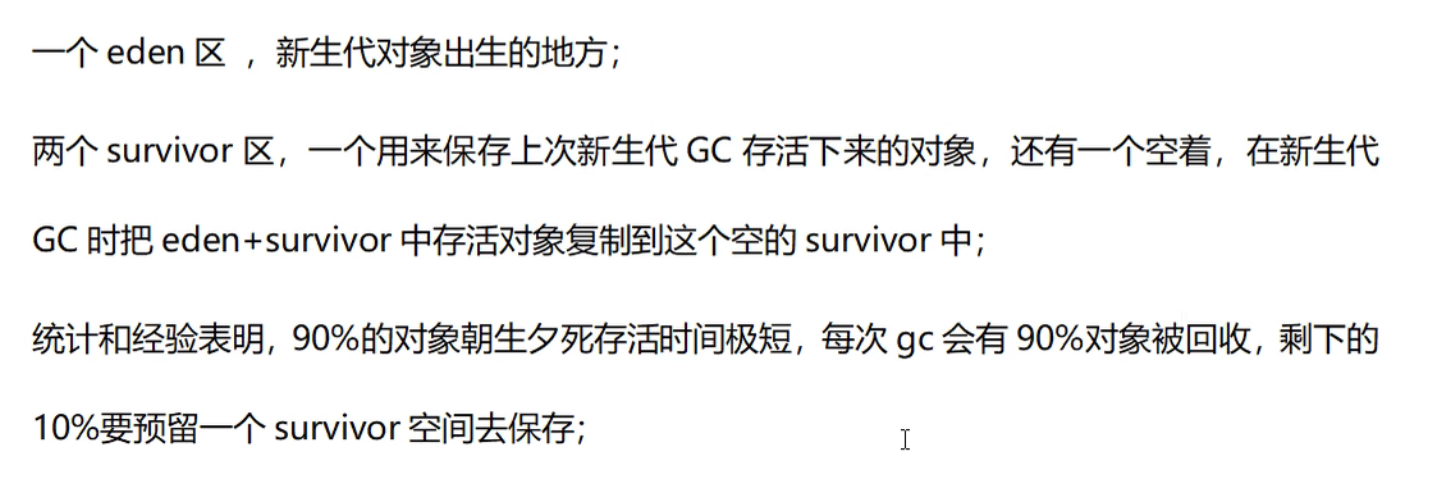 一个 eden 区 ，新生代对象出生的地方；
两个 survivor 区，一个用来保存上次新生代 GC 存活下来的对象，还有一个空着，在新生代
GC 时把 eden+survivor 中存活对象复制到这个空的 survivor 中；
统计和经验表明，90%的对象朝生夕死存活时间极短，每次 gc 会有 90%对象被回收，剩下的
10%要预留一个 survivor 空间去保存；